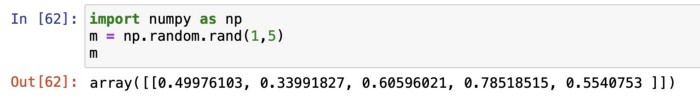 In [62]: import numpy as np
m = np.random.rand(1,5)
m
Out[62]: array([[0.49976103, 0.33991827, 0.60596021, 0.78518515, 0.5540753 ]])